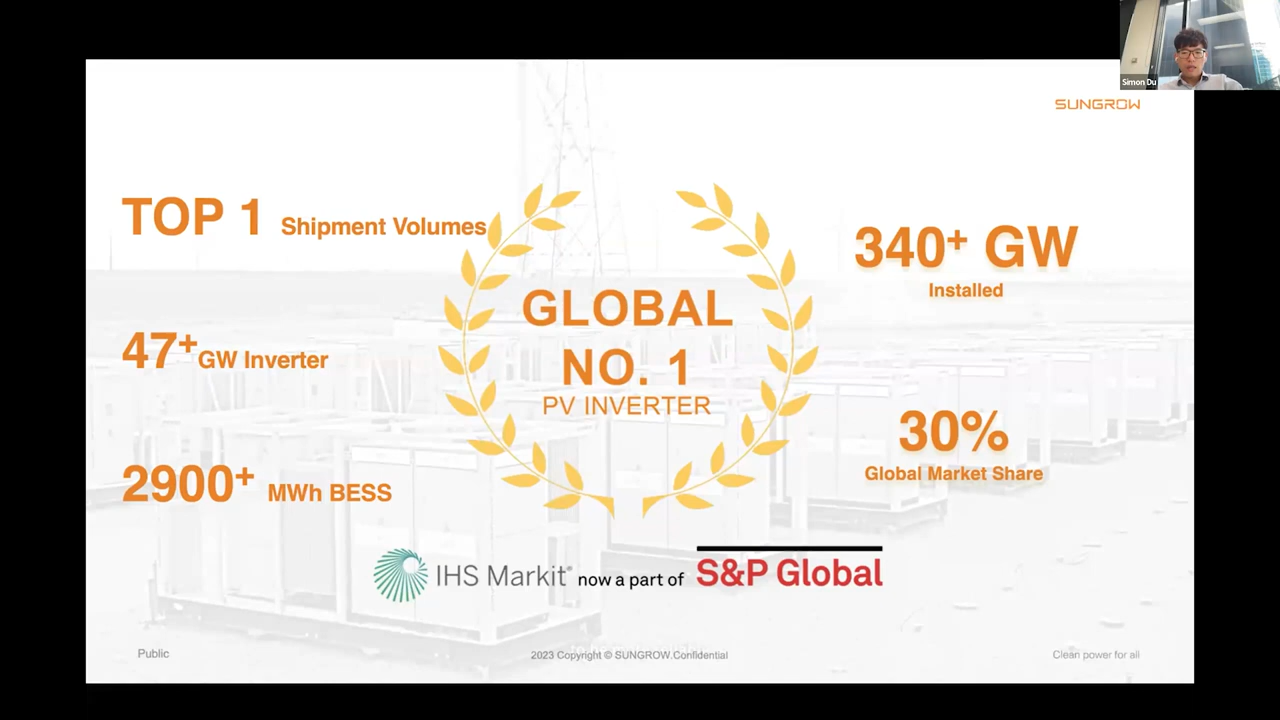 Simon Du
SUNGROW
TOP 1 Shipment Volumes
47+ GW Inverter
2900+ MWh BESS
GLOBAL
NO. 1
PV INVERTER
340+ GW
Installed
30%
Global Market Share
IHS Markit® now a part of S&P Global
Public
2023 Copyright © SUNGROW.Confidential
Clean power for all